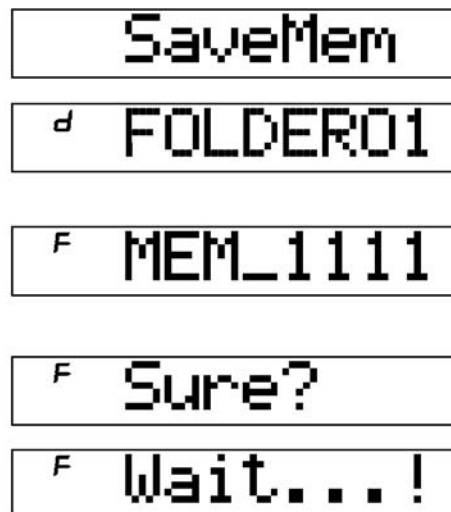 SaveMem
d FOLDER01
F MEM_1111
F Sure?
F Wait...!